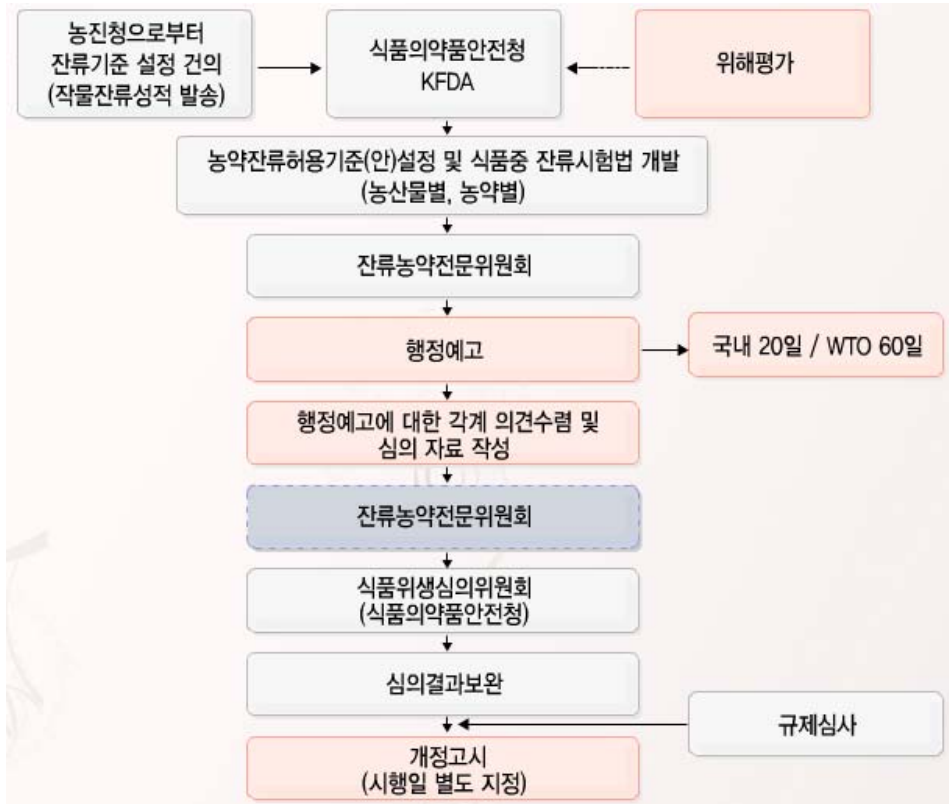 농진청으로부터
잔류기준 설정 건의
(작물잔류성적 발송)
식품의약품안전청
KFDA
위해평가
농약잔류허용기준(안)설정 및 식품중 잔류시험법 개발
(농산물별, 농약별)
잔류농약전문위원회
행정예고
국내 20일 / WTO 60일
행정예고에 대한 각계 의견수렴 및
심의 자료 작성
잔류농약전문위원회
식품위생심의위원회
(식품의약품안전청)
심의결과보완
규제심사
개정고시
(시행일 별도 지정)